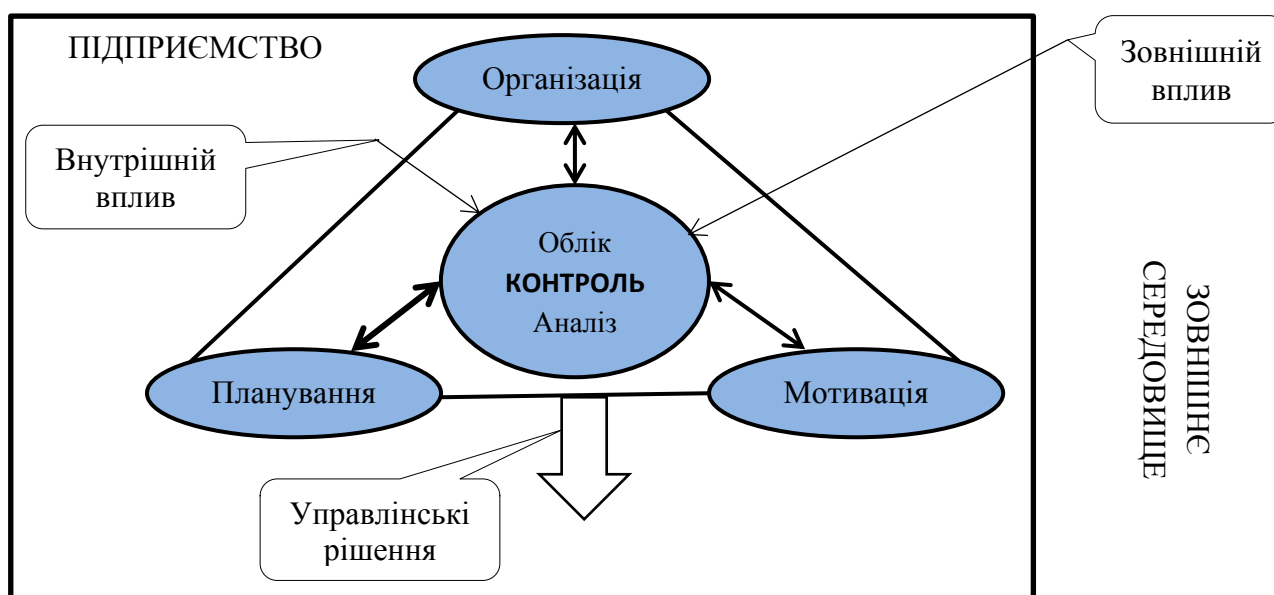 ПІДПРИЄМСТВО
Організація
Зовнішній
вплив
Внутрішній
вплив
Облік
КОНТРОЛЬ
Аналіз
Планування
Мотивація
Управлінські
рішення
ЗОВНІШНЄ
СЕРЕДОВИЩЕ